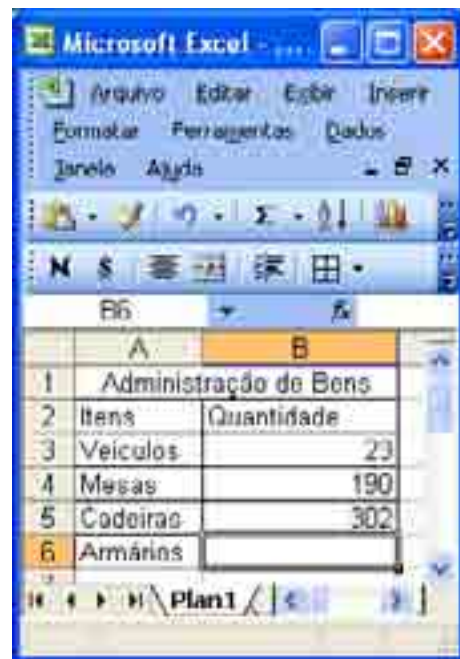 Microsoft Excel - ....
Arquivo Editar Exibir Inserir
Formatar Ferramentas Dados
Janela Ajuda
N $
B6 fx
A B
1 Administração de Bens
2 Itens Quantidade
3 Veículos 23
4 Mesas 190
5 Cadeiras 302
6 Armários
Plan1